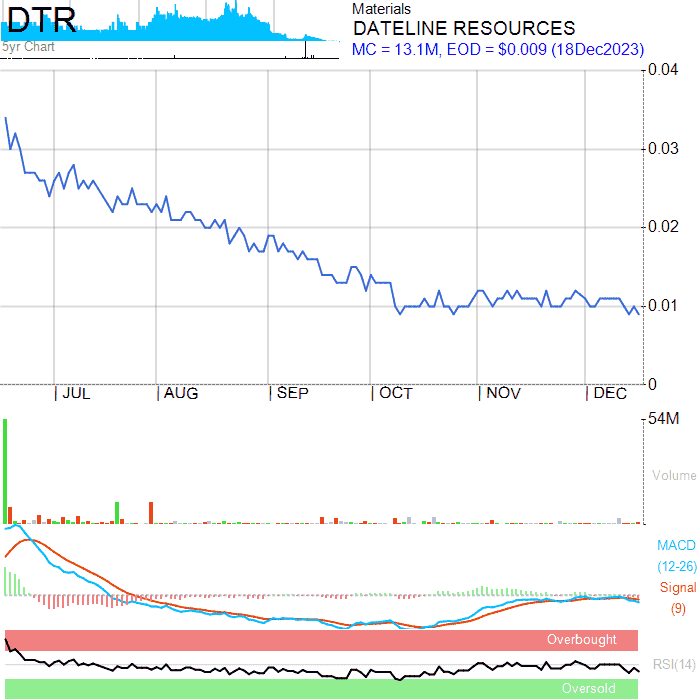 DTR
5yr Chart
Materials
DATELINE RESOURCES
MC = 13.1M, EOD = $0.009 (18Dec2023)
0.04
0.03
0.02
0.01
0
JUL AUG SEP OCT NOV DEC
54M
Volume
MACD
(12-26)
Signal
(9)
Overbought
RSI(14)
Oversold